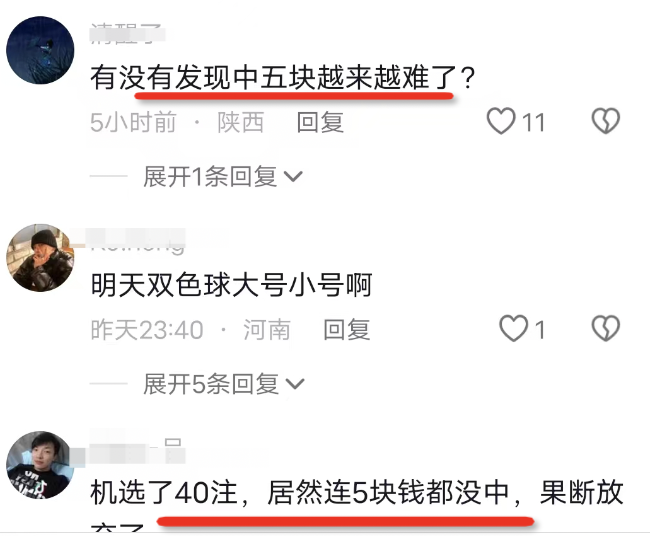 有没有发现中五块越来越难了？
5小时前 · 陕西 回复 11
展开1条回复
明天双色球大号小号啊
昨天23:40 · 河南 回复 1
展开5条回复
机选了40注，居然连5块钱都没中，果断放
弃了